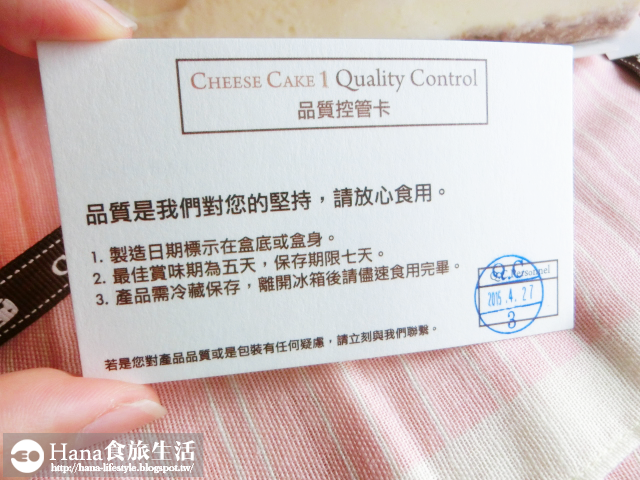 CHEESE CAKE 1 Quality Control
品質控管卡
品質是我們對您的堅持，請放心食用。
1. 製造日期標示在盒底或盒身。
2. 最佳賞味期為五天，保存期限七天。
3. 產品需冷藏保存，離開冰箱後請儘速食用完畢。
Q.C
2015.4.27
3
若是您對產品品質或是包裝有任何疑慮，請立刻與我們聯繫。
Hana食旅生活
http://hana-lifestyle.blogspot.tw/